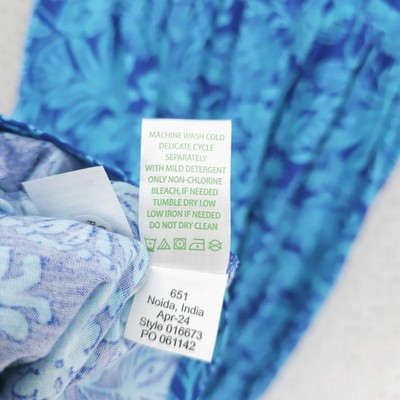 MACHINE WASH COLD
DELICATE CYCLE
SEPARATELY
WITH MILD DETERGENT
ONLY NON-CHLORINE
BLEACH, IF NEEDED
TUMBLE DRY LOW
LOW IRON IF NEEDED
DO NOT DRY CLEAN
651
Noida, India
Apr-24
Style 016673
PO 061142